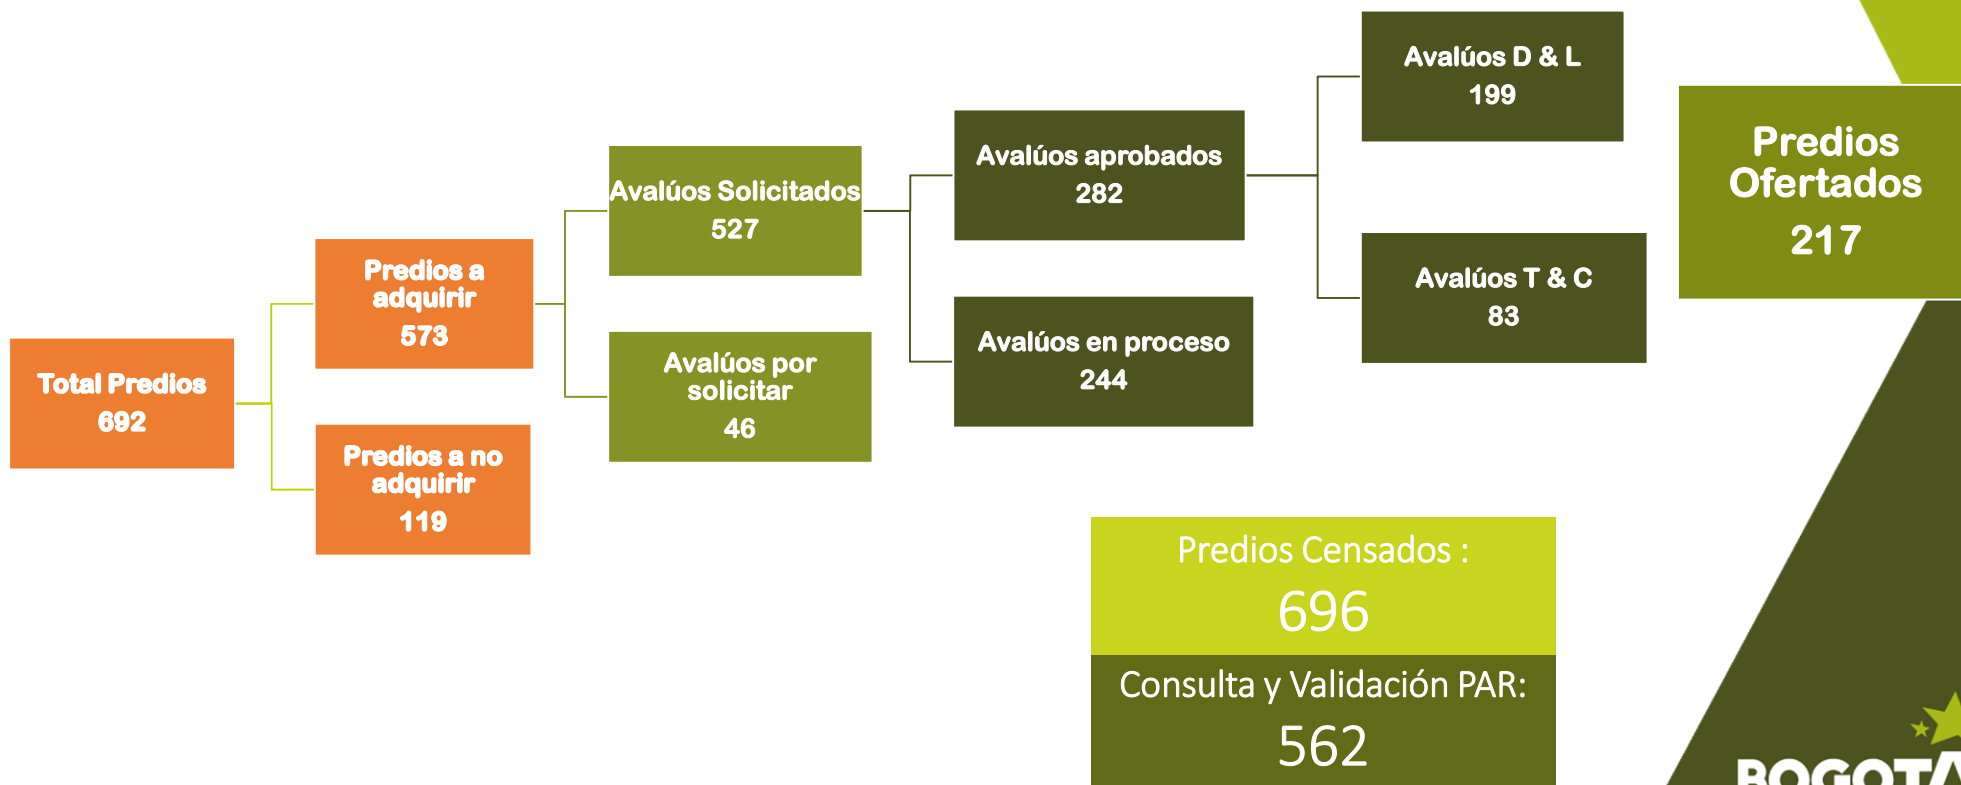 Total Predios
692
Predios a
adquirir
573
Predios a no
adquirir
119
Avalúos Solicitados
527
Avalúos por
solicitar
46
Avalúos aprobados
282
Avalúos en proceso
244
Avalúos D & L
199
Avalúos T & C
83
Predios
Ofertados
217
Predios Censados :
696
Consulta y Validación PAR:
562
BOGOTÁ